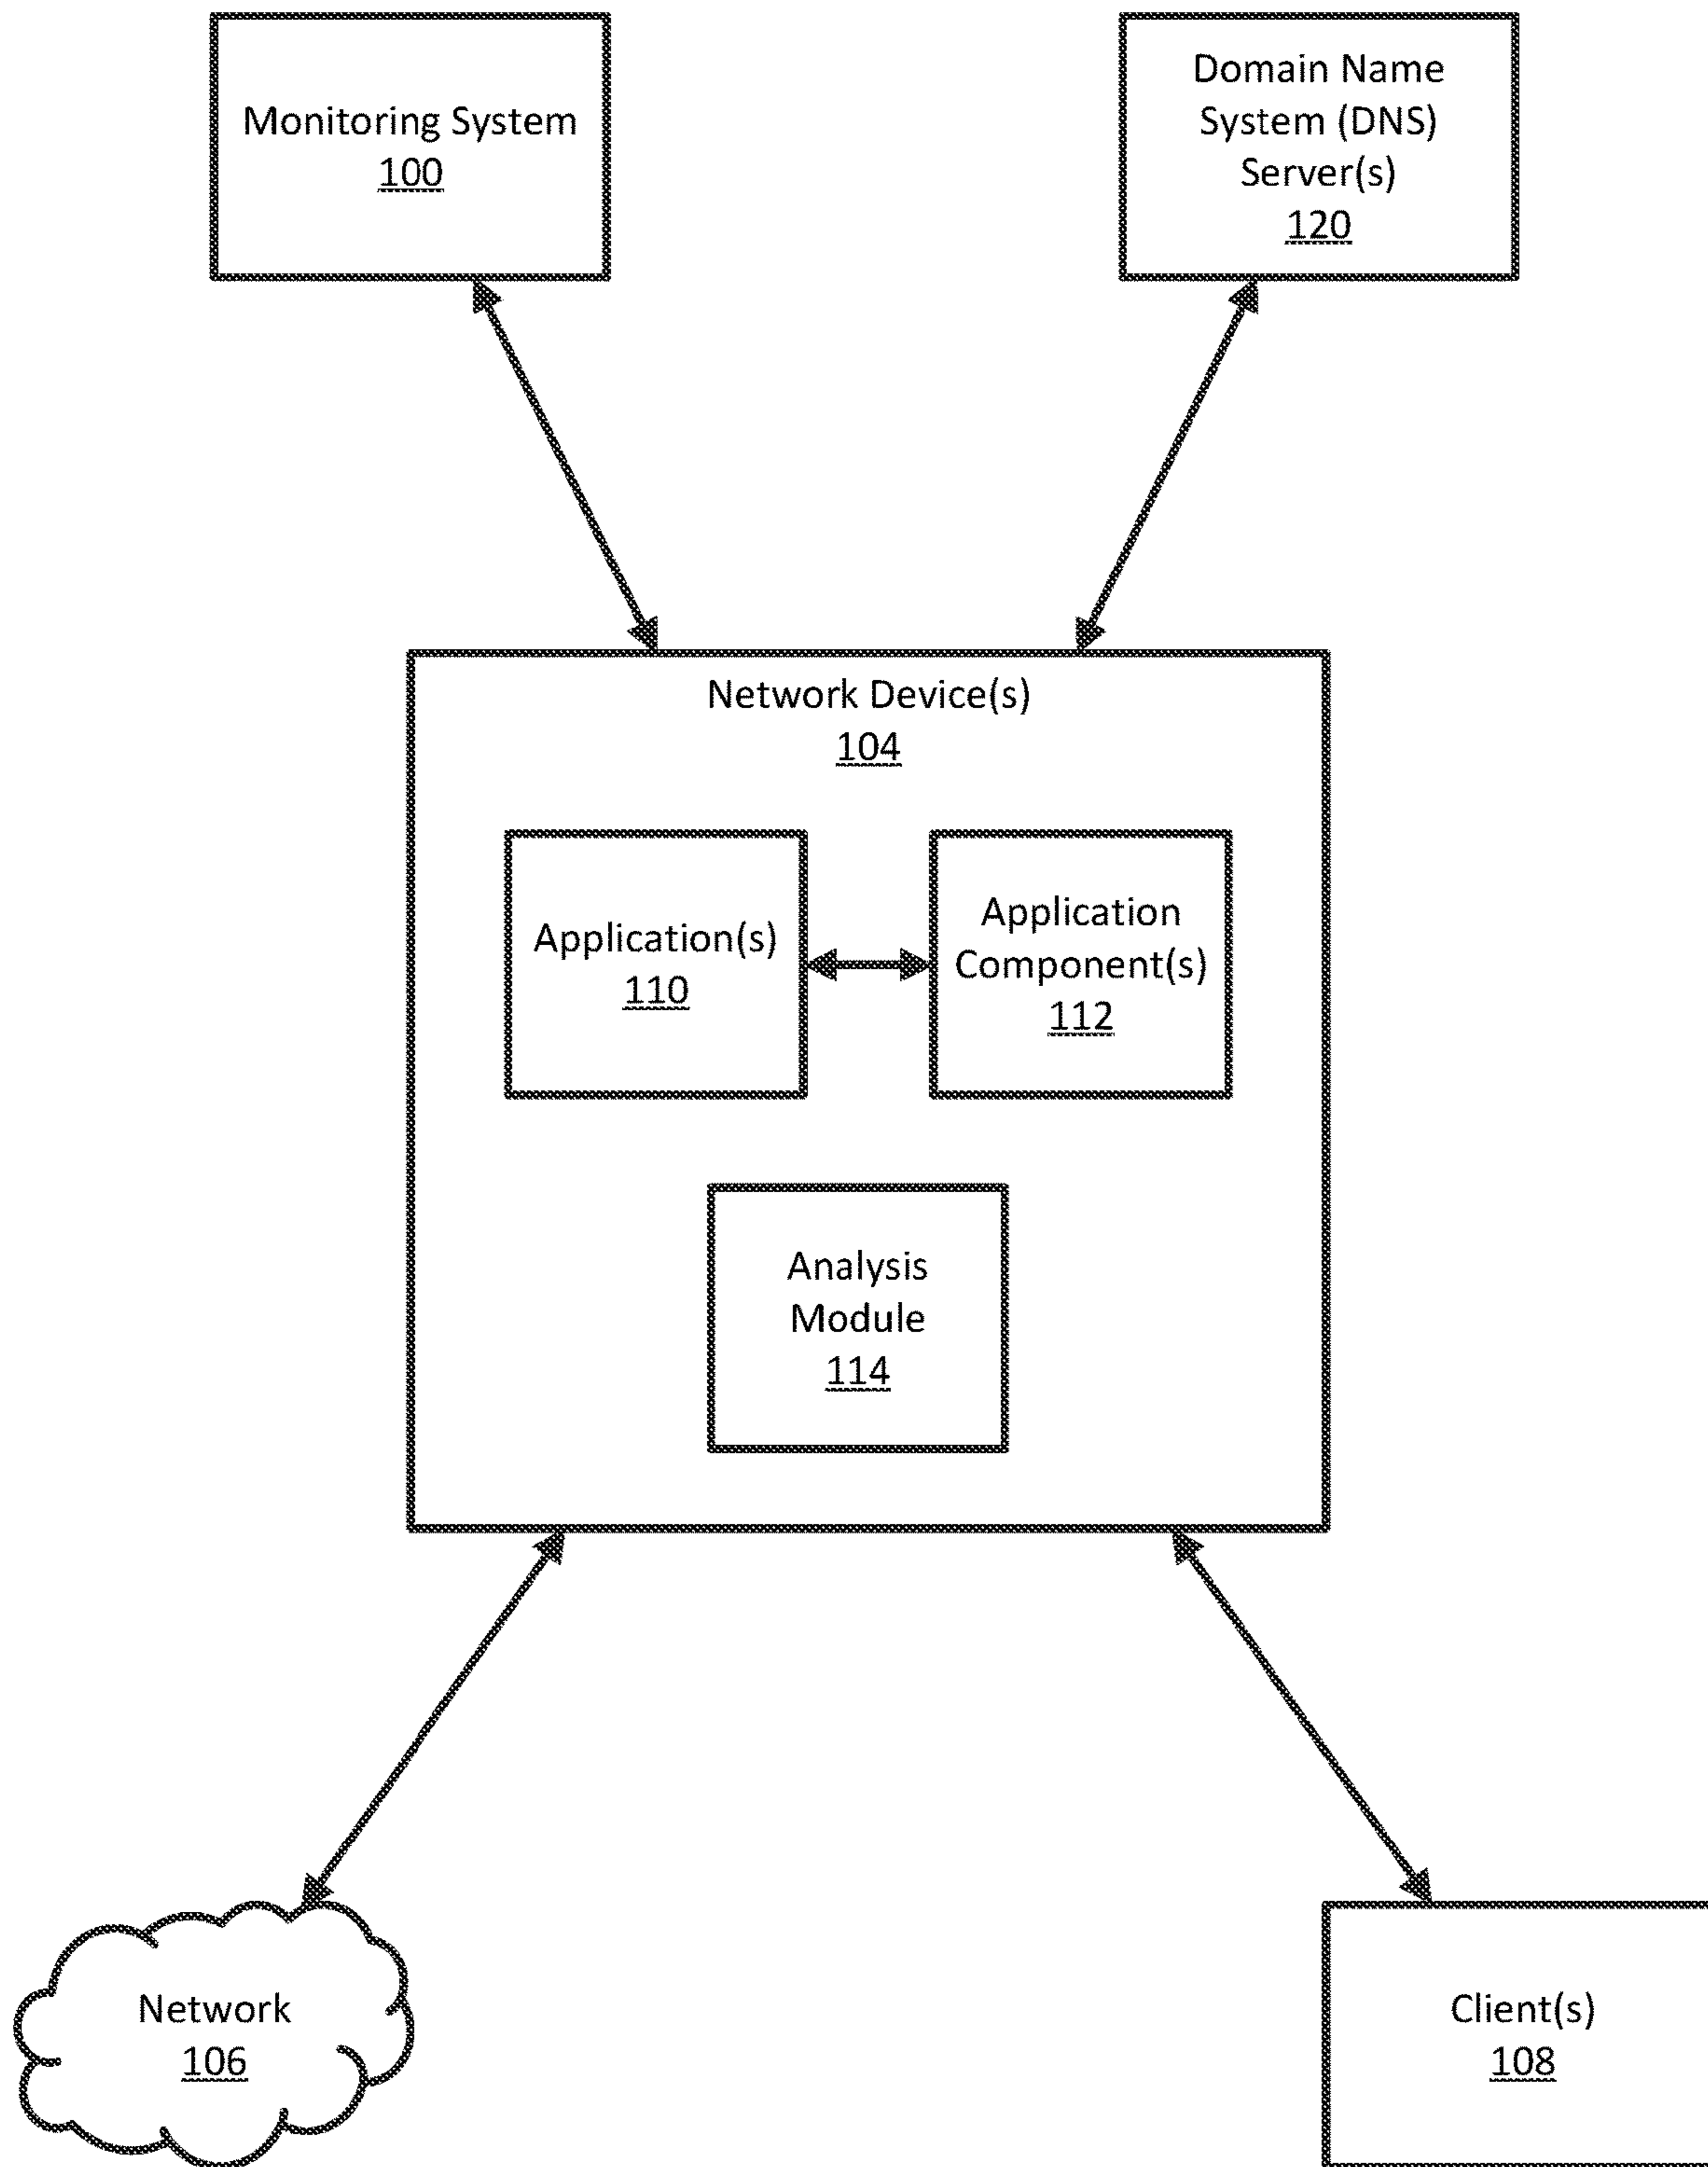 Monitoring System
100
Domain Name
System (DNS)
Server(s)
120
Network Device(s)
104
Application(s)
110
Application
Component(s)
112
Analysis
Module
114
Network
106
Client(s)
108